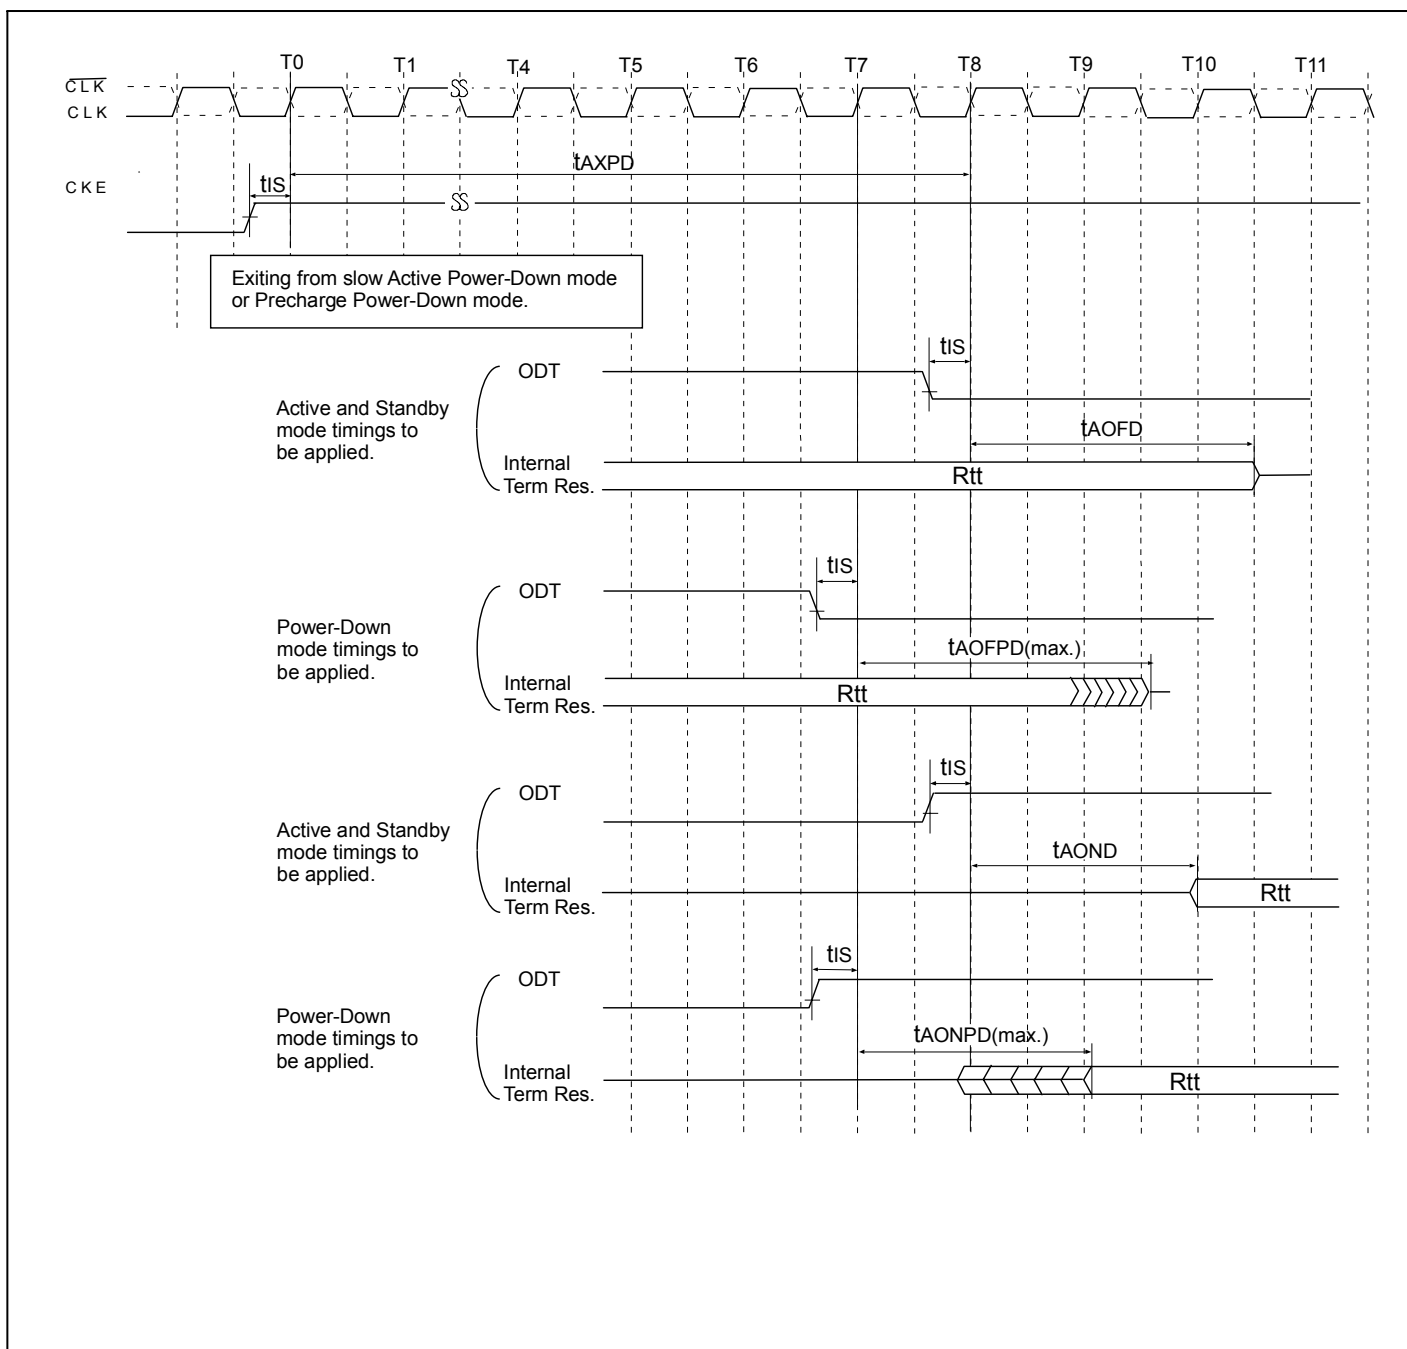 T0 T1 T4 T5 T6 T7 T8 T9 T10 T11
CLK
CLK
tAXPD
CKE
tIS
Exiting from slow Active Power-Down mode
or Precharge Power-Down mode.
tIS
ODT
Active and Standby
mode timings to
be applied.
tAOFD
Internal
Term Res.
Rtt
tIS
ODT
Power-Down
mode timings to
be applied.
tAOFPD(max.)
Internal
Term Res.
Rtt
tIS
ODT
Active and Standby
mode timings to
be applied.
tAOND
Internal
Term Res.
Rtt
tIS
ODT
Power-Down
mode timings to
be applied.
tAONPD(max.)
Internal
Term Res.
Rtt